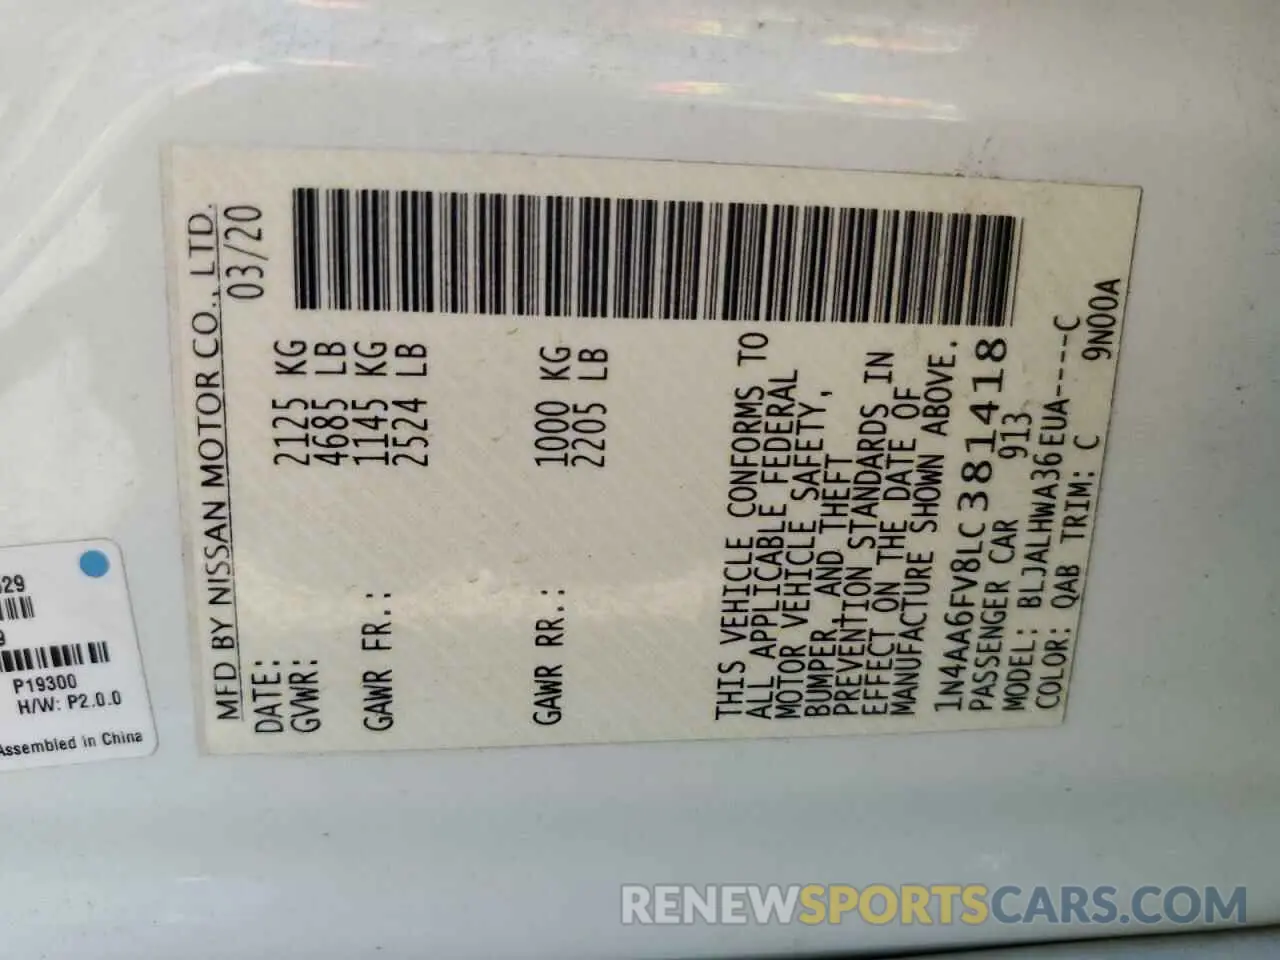 MFD BY NISSAN MOTOR CO., LTD.
DATE: 03/20
GVWR: 2125 KG
4685 LB
GAWR FR.: 1145 KG
2524 LB
GAWR RR.: 1000 KG
2205 LB
THIS VEHICLE CONFORMS TO
ALL APPLICABLE FEDERAL
MOTOR VEHICLE SAFETY,
BUMPER, AND THEFT
PREVENTION STANDARDS IN
EFFECT ON THE DATE OF
MANUFACTURE SHOWN ABOVE.
1N4AA6FV8LC381418
PASSENGER CAR 913
MODEL: BLJALHWA36EUA----C
COLOR: QAB TRIM: C 9N00A
P19300
H/W: P2.0.0
Assembled in China
RENEWSPORTSCARS.COM